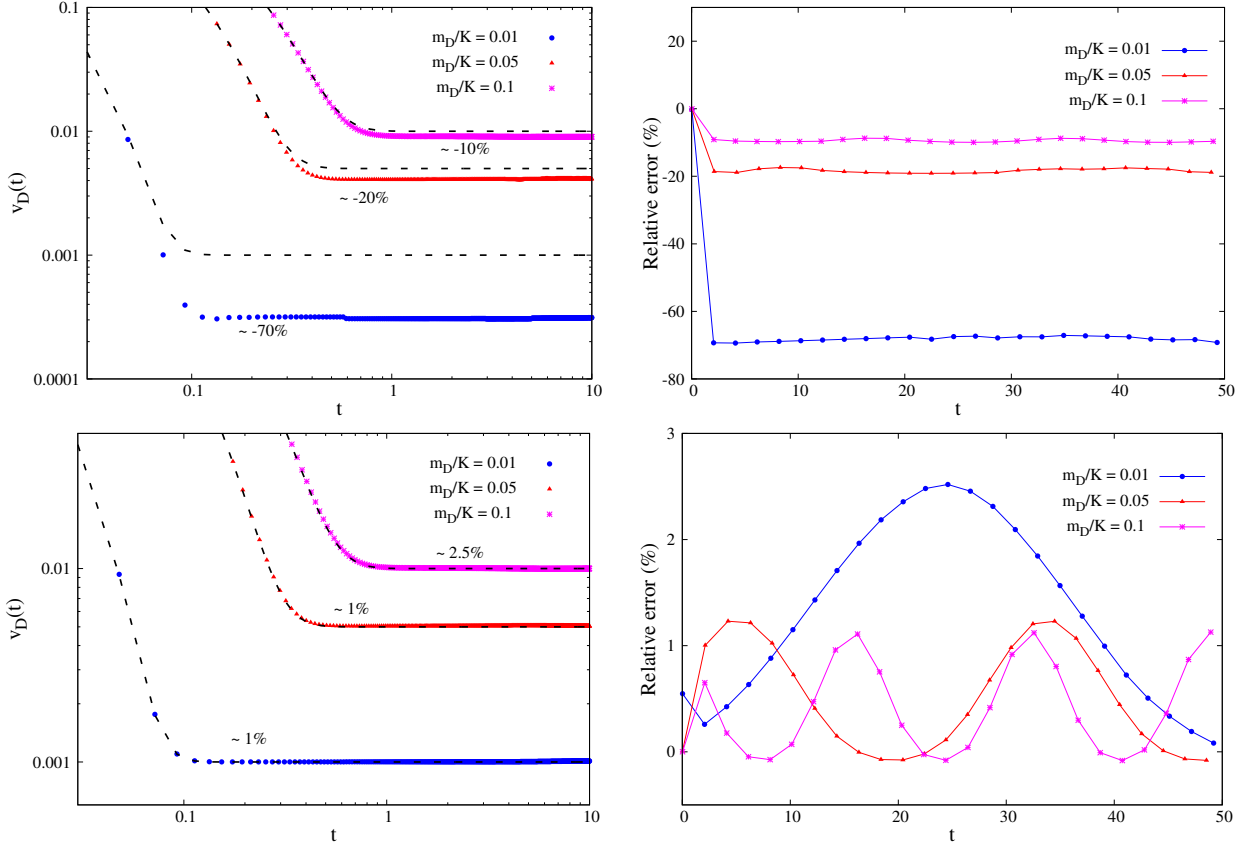 0.1
0.01
0.001
0.0001
v_D(t)
m_D/K = 0.01
m_D/K = 0.05
m_D/K = 0.1
~ -10%
~ -20%
~ -70%
0.1
1
10
t
20
0
-20
-40
-60
-80
Relative error (%)
m_D/K = 0.01
m_D/K = 0.05
m_D/K = 0.1
0
10
20
30
40
50
t
0.01
0.001
v_D(t)
m_D/K = 0.01
m_D/K = 0.05
m_D/K = 0.1
~ 2.5%
~ 1%
~ 1%
0.1
1
10
t
3
2
1
0
Relative error (%)
m_D/K = 0.01
m_D/K = 0.05
m_D/K = 0.1
0
10
20
30
40
50
t